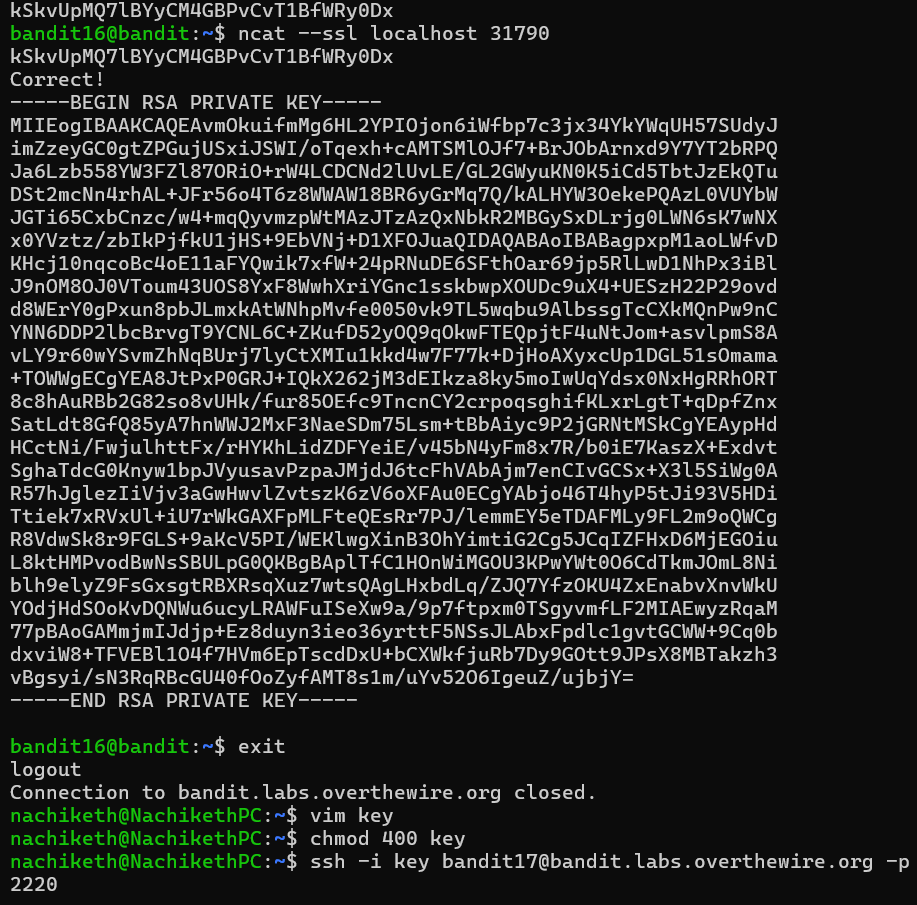 kSkvUpMQ7lBYyCM4GBPvCvT1BfWRy0Dx
bandit16@bandit:~$ ncat --ssl localhost 31790
kSkvUpMQ7lBYyCM4GBPvCvT1BfWRy0Dx
Correct!
-----BEGIN RSA PRIVATE KEY-----
MIIEogIBAAKCAQEAvmOkuifmMg6HL2YPIOjon6iWfbp7c3jx34YkYWqUH57SUdyJ
imZzeyGC0gtZPGujUSxiJSWI/oTqexh+cAMTSMlOJf7+BrJObArnxd9Y7YT2bRPQ
Ja6Lzb558YW3FZl87ORiO+rW4LCDCNd2lUvLE/GL2GWyuKN0K5iCd5TbtJzEkQTu
DSt2mcNn4rhAL+JFr56o4T6z8WWAW18BR6yGrMq7Q/kALHYW3OekePQAzL0VUYbW
JGTi65CxbCnzc/w4+mqQyvmzpWtMAzJTzAzQxNbkR2MBGySxDLrjg0LWN6sK7wNX
x0YVztz/zbIkPjfkU1jHS+9EbVNj+D1XFOJuaQIDAQABAoIBABagpxpM1aoLWfvD
KHcj10nqcoBc4oE11aFYQwik7xfW+24pRNuDE6SFthOar69jp5RlLwD1NhPx3iBl
J9nOM8OJ0VToum43UOS8YxF8WwhXriYGnc1sskbwpXOUDc9uX4+UESzH22P29ovd
d8WErY0gPxun8pbJLmxkAtWNhpMvfe0050vk9TL5wqbu9AlbssgTcCXkMQnPw9nC
YNN6DDP2lbcBrvgT9YCNL6C+ZKufD52yOQ9qOkwFTEQpjtF4uNtJom+asvlpmS8A
vLY9r60wYSvmZhNqBUrj7lyCtXMIu1kkd4w7F77k+DjHoAXyxcUp1DGL51sOmama
+TOWWgECgYEA8JtPxP0GRJ+IQkX262jM3dEIkza8ky5moIwUqYdsx0NxHgRRhORT
8c8hAuRBb2G82so8vUHk/fur85OEfc9TncnCY2crpoqsghifKLxrLgtT+qDpfZnx
SatLdt8GfQ85yA7hnWWJ2MxF3NaeSDm75Lsm+tBbAiyc9P2jGRNtMSkCgYEAypHd
HCctNi/FwjulhttFx/rHYKhLidZDFYeiE/v45bN4yFm8x7R/b0iE7KaszX+Exdvt
SghaTdcG0Knyw1bpJVyusavPzpaJMjdJ6tcFhVAbAjm7enCIvGCSx+X3l5SiWg0A
R57hJglezIiVjv3aGwHwvlZvtszK6zV6oXFAu0ECgYAbjo46T4hyP5tJi93V5HDi
Ttiek7xRVxUl+iU7rWkGAXFpMLFteQEsRr7PJ/lemmEY5eTDAFMLy9FL2m9oQWCg
R8VdwSk8r9FGLS+9aKcV5PI/WEKlwgXinB3OhYimtiG2Cg5JCqIZFHxD6MjEGOiu
L8ktHMPvodBwNsSBULpG0QKBgBAplTfC1HOnWiMGOU3KPwYWt0O6CdTkmJOmL8Ni
blh9elyZ9FsGxsgtRBXRsqXuz7wtsQAgLHxbdLq/ZJQ7YfzOKU4ZxEnabvXnvWkU
YOdjHdSOoKvDQNWu6ucyLRAWFuISeXw9a/9p7ftpxm0TSgyvmfLF2MIAEwyzRqaM
77pBAoGAMmjmIJdjp+Ez8duyn3ieo36yrttF5NSsJLAbxFpdlc1gvtGCWW+9Cq0b
dxviW8+TFVEBl1O4f7HVm6EpTscdDxU+bCXWkfjuRb7Dy9GOtt9JPsX8MBTakzh3
vBgsyi/sN3RqRBcGU40fOoZyfAMT8s1m/uYv52O6IgeuZ/ujbjY=
-----END RSA PRIVATE KEY-----
bandit16@bandit:~$ exit
logout
Connection to bandit.labs.overthewire.org closed.
nachiketh@NachikethPC:~$ vim key
nachiketh@NachikethPC:~$ chmod 400 key
nachiketh@NachikethPC:~$ ssh -i key bandit17@bandit.labs.overthewire.org -p
2220